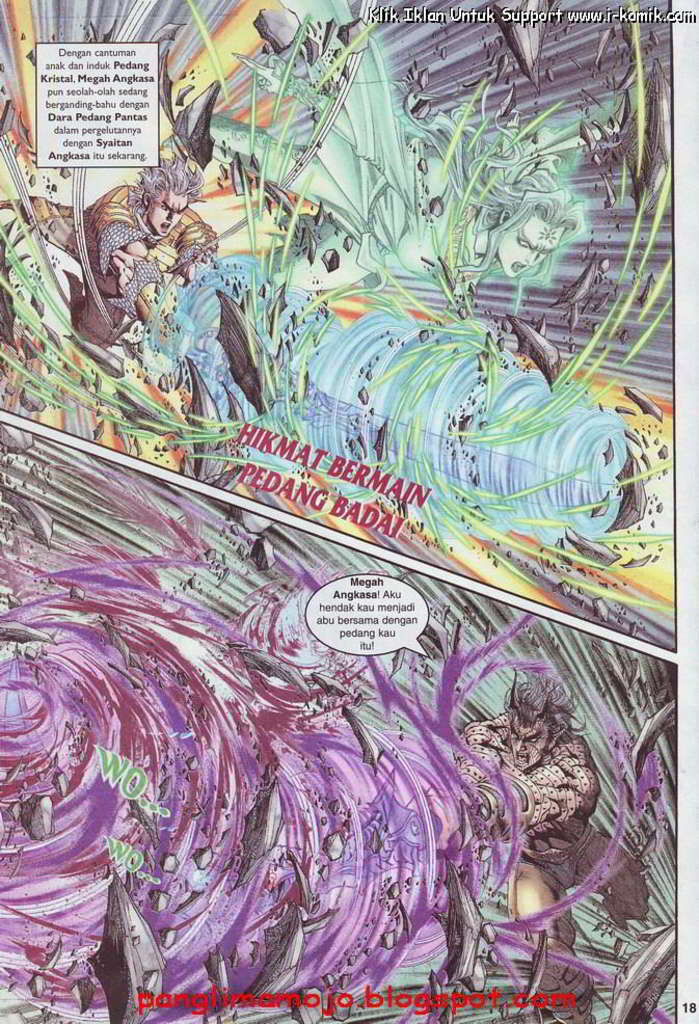 Klik Iklan Untuk Support www.i-komik.com
Dengan cantuman
anak dan induk Pedang
Kristal, Megah Angkasa
pun seolah-olah sedang
berganding-bahu dengan
Dara Pedang Pantas
dalam pergelutannya
dengan Syaitan
Angkasa itu sekarang.
HIKMAT BERMAIN
PEDANG BADAI
Megah
Angkasa! Aku
hendak kau menjadi
abu bersama dengan
pedang kau
itu!
WO...
WO...
panglimamojo.blogspot.com
18